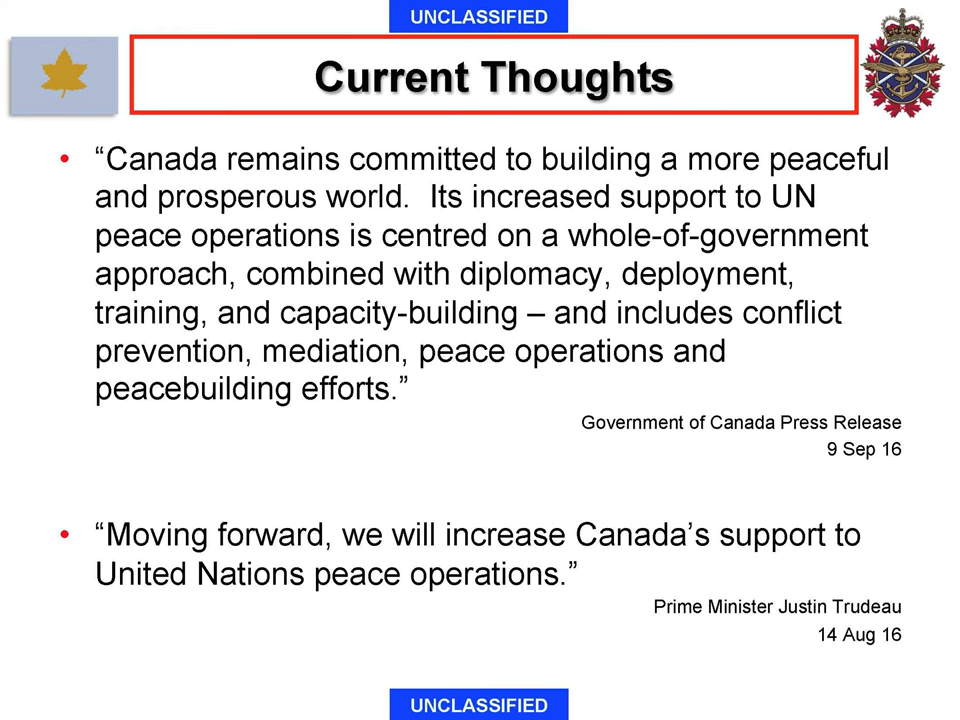 UNCLASSIFIED
Current Thoughts
• “Canada remains committed to building a more peaceful
and prosperous world.  Its increased support to UN
peace operations is centred on a whole-of-government
approach, combined with diplomacy, deployment,
training, and capacity-building – and includes conflict
prevention, mediation, peace operations and
peacebuilding efforts.”
Government of Canada Press Release
9 Sep 16
• “Moving forward, we will increase Canada’s support to
United Nations peace operations.”
Prime Minister Justin Trudeau
14 Aug 16
UNCLASSIFIED